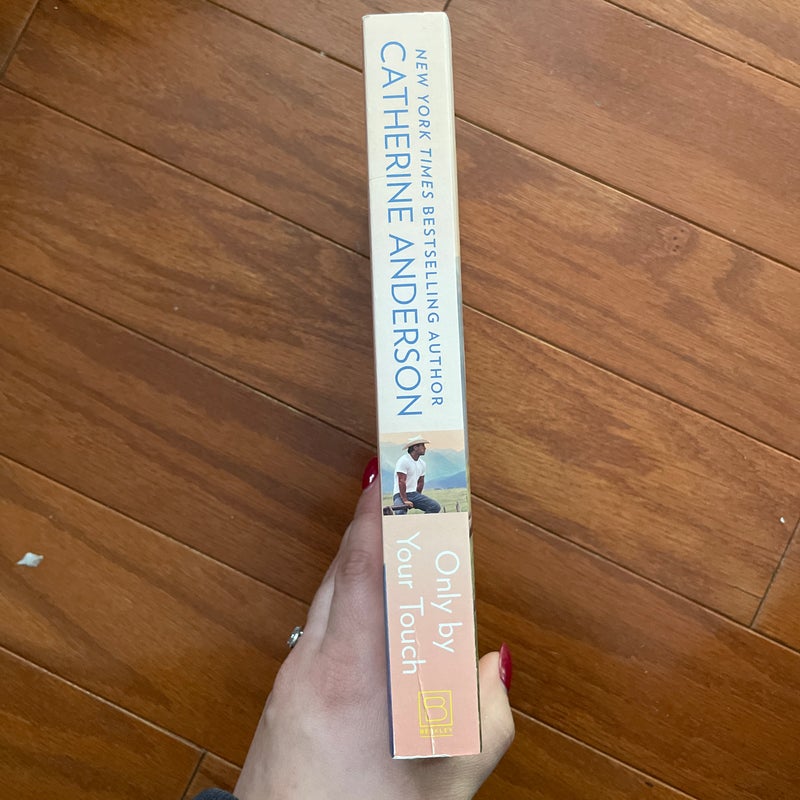 NEW YORK TIMES BESTSELLING AUTHOR
CATHERINE ANDERSON
Only by
Your Touch
BERKLEY